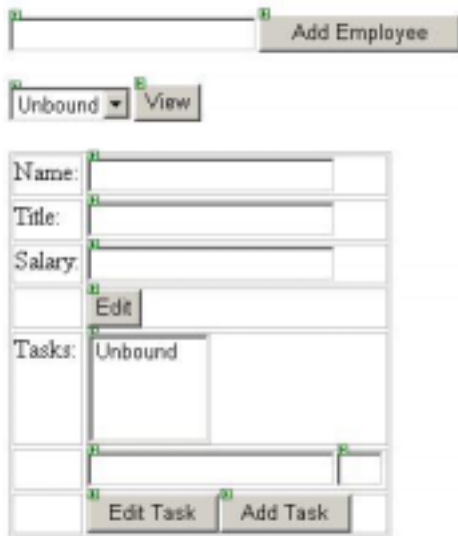 Add Employee
Unbound View
Name:
Title:
Salary:
Edit
Tasks: Unbound
Edit Task Add Task